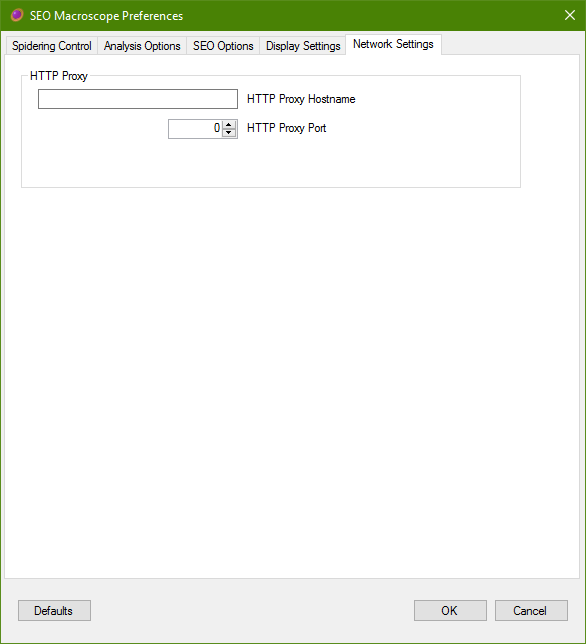 SEO Macroscope Preferences
Spidering Control Analysis Options SEO Options Display Settings Network Settings
HTTP Proxy
HTTP Proxy Hostname
0 HTTP Proxy Port
Defaults OK Cancel